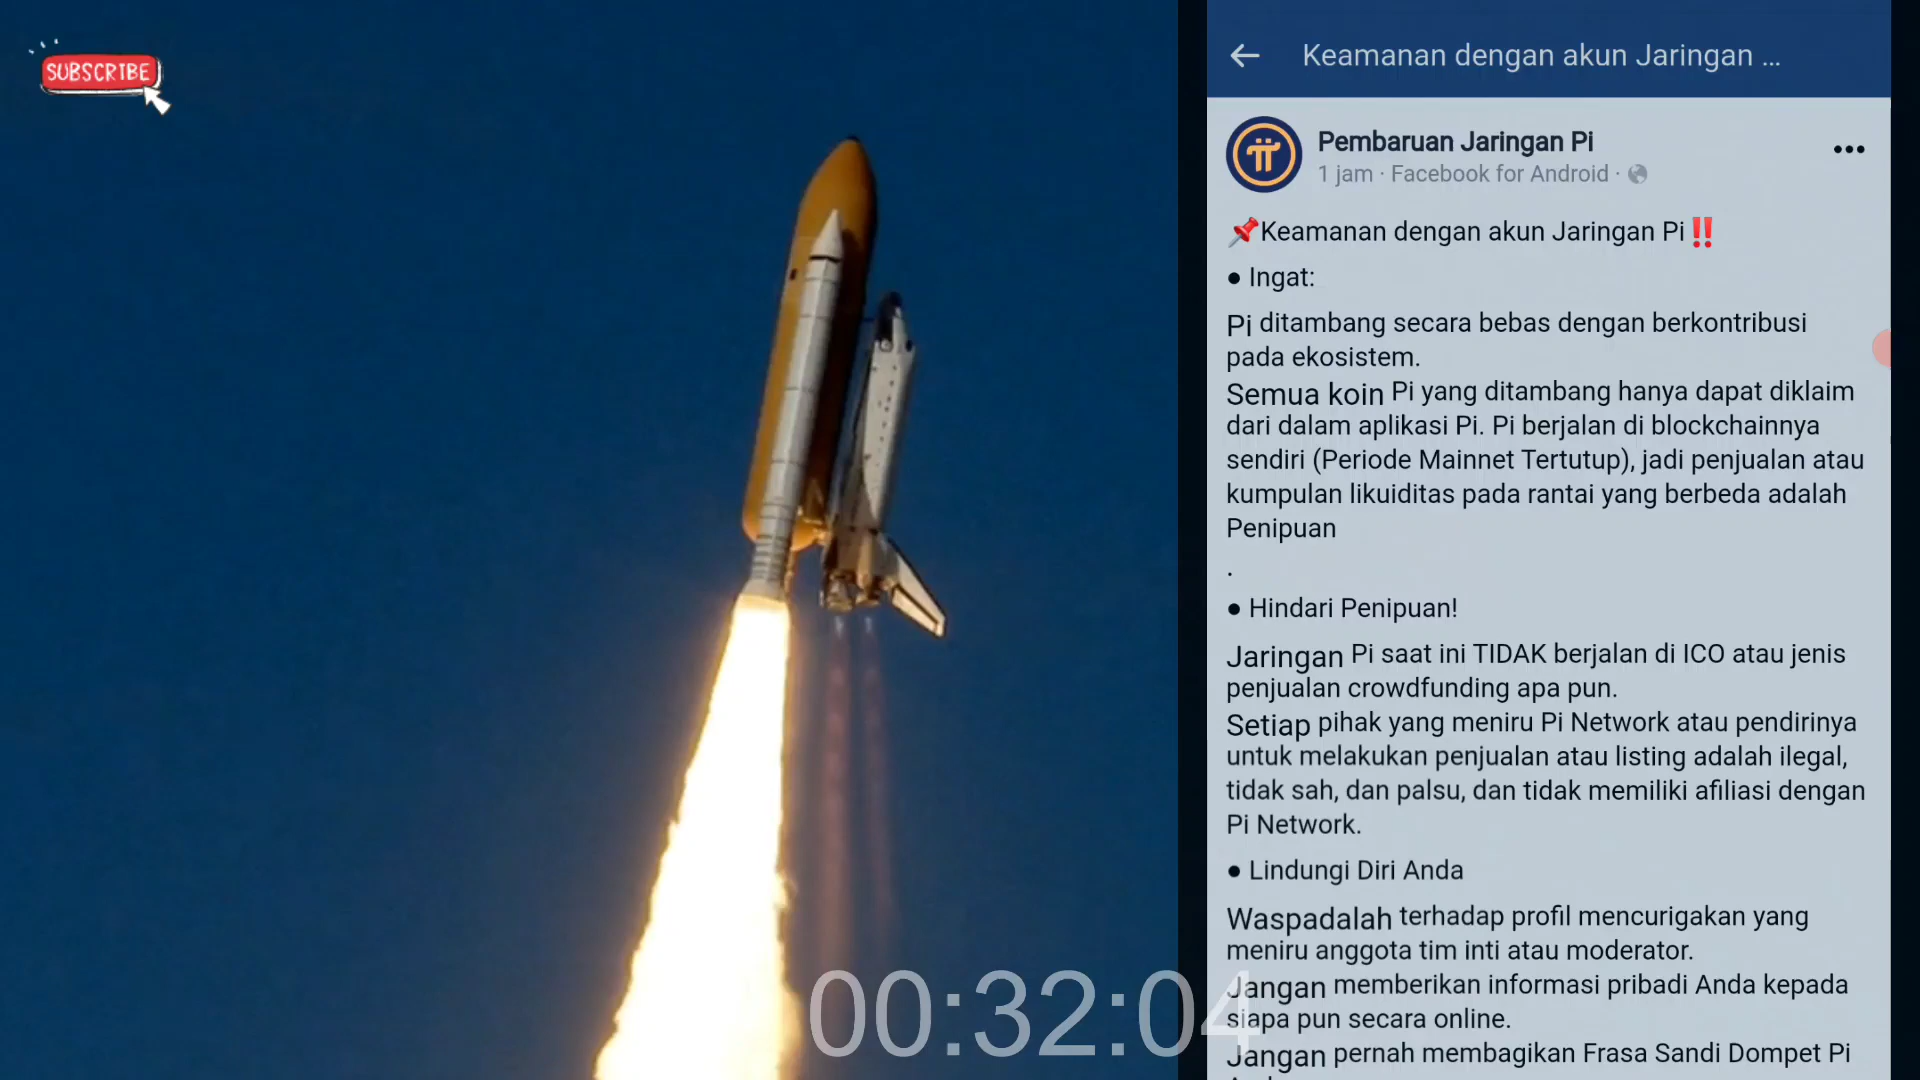 SUBSCRIBE
Keamanan dengan akun Jaringan ...
Pembaruan Jaringan Pi
1 jam · Facebook for Android ·
📌Keamanan dengan akun Jaringan Pi‼️
● Ingat:
Pi ditambang secara bebas dengan berkontribusi
pada ekosistem.
Semua koin Pi yang ditambang hanya dapat diklaim
dari dalam aplikasi Pi. Pi berjalan di blockchainnya
sendiri (Periode Mainnet Tertutup), jadi penjualan atau
kumpulan likuiditas pada rantai yang berbeda adalah
Penipuan
.
● Hindari Penipuan!
Jaringan Pi saat ini TIDAK berjalan di ICO atau jenis
penjualan crowdfunding apa pun.
Setiap pihak yang meniru Pi Network atau pendirinya
untuk melakukan penjualan atau listing adalah ilegal,
tidak sah, dan palsu, dan tidak memiliki afiliasi dengan
Pi Network.
● Lindungi Diri Anda
Waspadalah terhadap profil mencurigakan yang
meniru anggota tim inti atau moderator.
Jangan memberikan informasi pribadi Anda kepada
siapa pun secara online.
Jangan pernah membagikan Frasa Sandi Dompet Pi
00:32:04